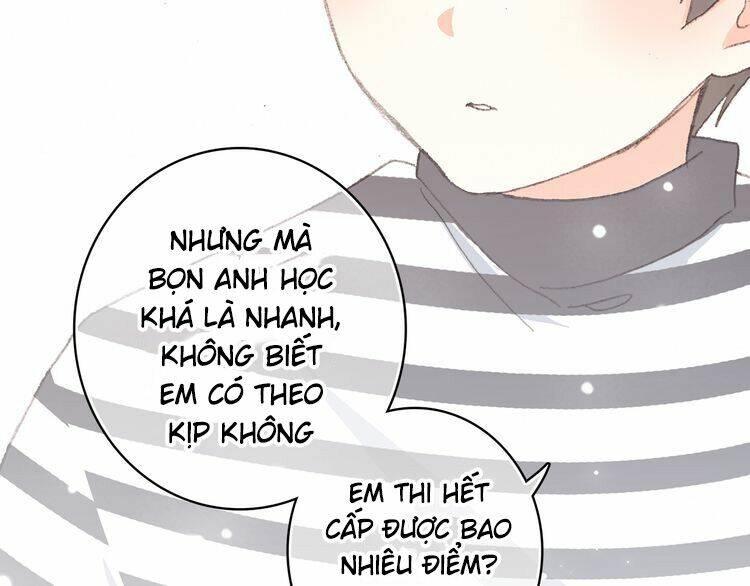 NHƯNG MÀ
BỌN ANH HỌC
KHÁ LÀ NHANH,
KHÔNG BIẾT
EM CÓ THEO
KỊP KHÔNG
EM THI HẾT
CẤP ĐƯỢC BAO
NHIÊU ĐIỂM?